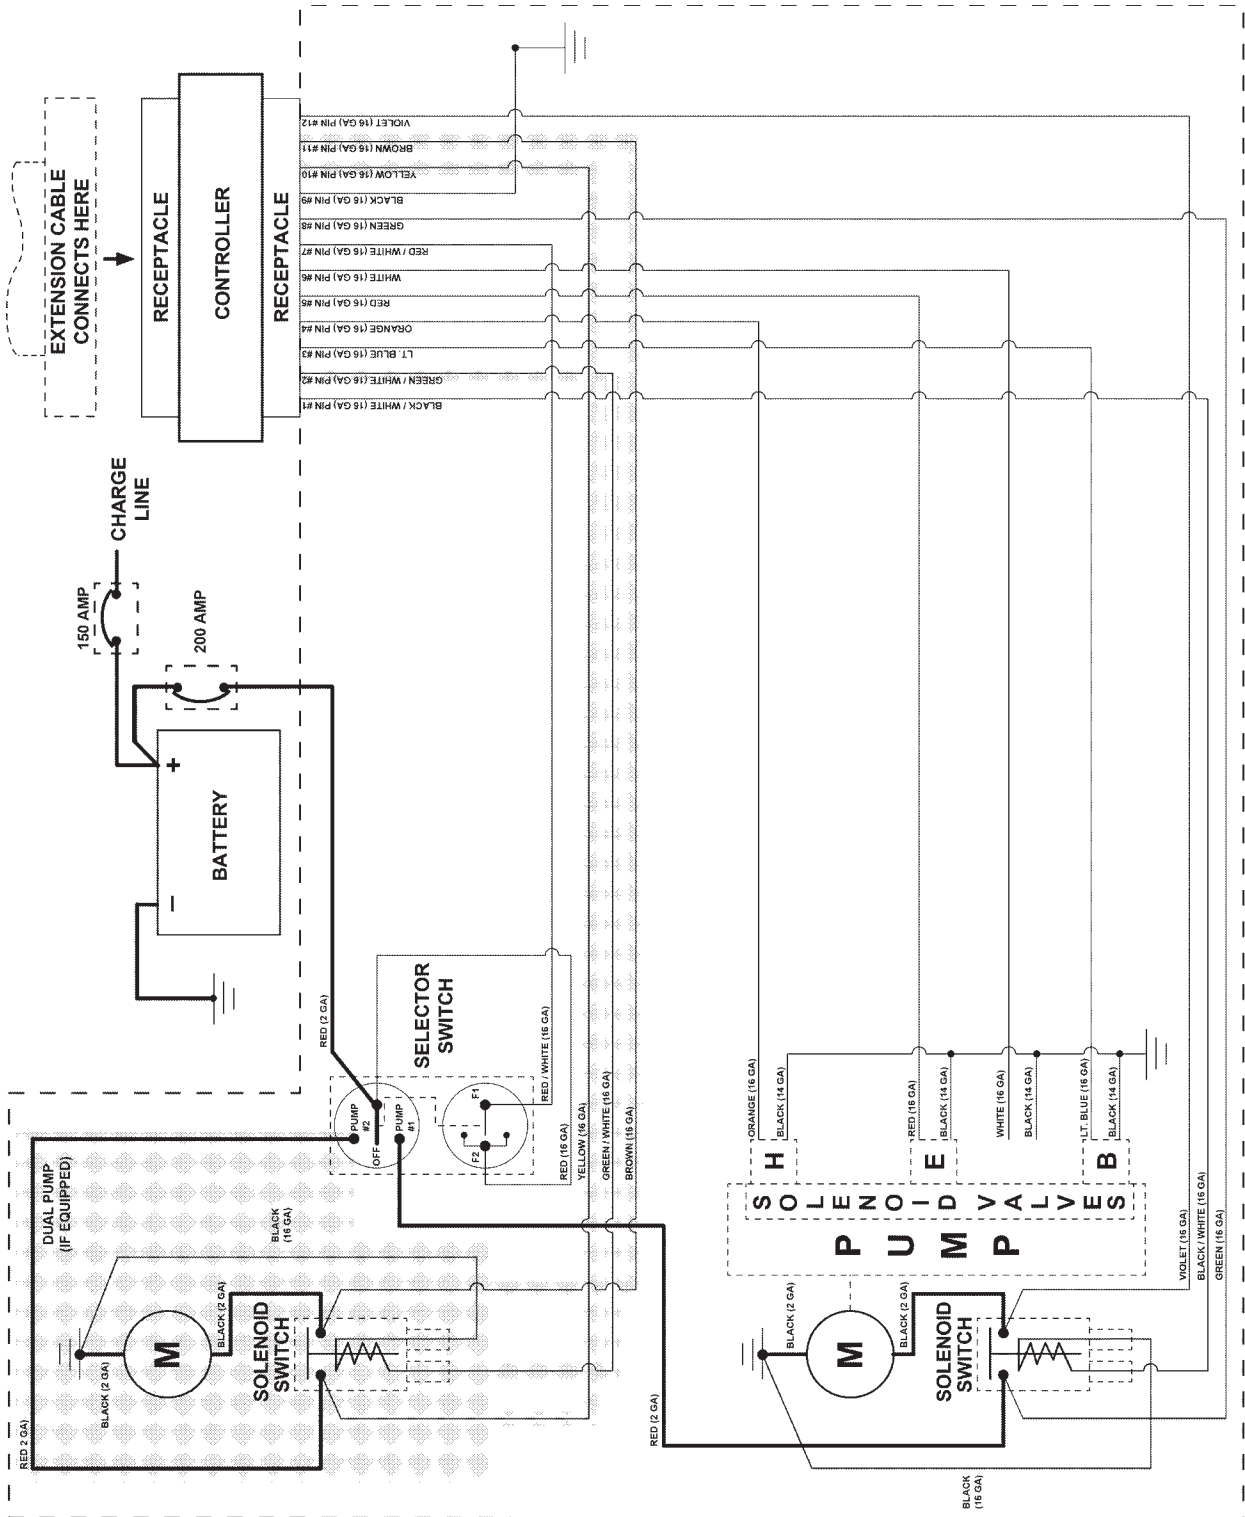 EXTENSION CABLE
CONNECTS HERE
RECEPTACLE
CONTROLLER
RECEPTACLE
VIOLET (16 GA) PIN #12
BROWN (16 GA) PIN #11
YELLOW (16 GA) PIN #10
BLACK (16 GA) PIN #9
GREEN (16 GA) PIN #8
RED / WHITE (16 GA) PIN #7
WHITE (16 GA) PIN #6
RED (16 GA) PIN #5
ORANGE (16 GA) PIN #4
LT. BLUE (16 GA) PIN #3
GREEN / WHITE (16 GA) PIN #2
BLACK / WHITE (16 GA) PIN #1
CHARGE
LINE
150 AMP
200 AMP
+
BATTERY
–
RED (2 GA)
SELECTOR
SWITCH
PUMP
#2
OFF
PUMP
#1
F1
F2
RED / WHITE (16 GA)
RED (16 GA)
YELLOW (16 GA)
GREEN / WHITE (16 GA)
BROWN (16 GA)
DUAL PUMP
(IF EQUIPPED)
BLACK
(16 GA)
BLACK (2 GA)
M
BLACK (2 GA)
SOLENOID
SWITCH
RED 2 GA)
RED (2 GA)
ORANGE (16 GA)
BLACK (14 GA)
RED (16 GA)
BLACK (14 GA)
WHITE (16 GA)
BLACK (14 GA)
LT. BLUE (16 GA)
BLACK (14 GA)
H
E
B
SOLENOID VALVES
PUMP
BLACK (2 GA)
M
BLACK (2 GA)
SOLENOID
SWITCH
VIOLET (16 GA)
BLACK / WHITE (16 GA)
GREEN (16 GA)
BLACK
(16 GA)